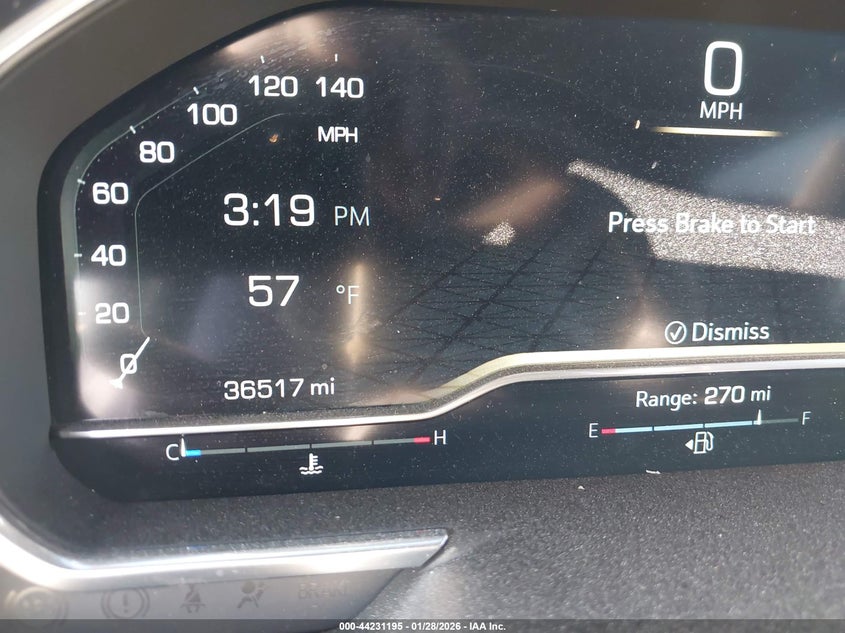 120 140
100
MPH
80
60
40
20
0
3:19 PM
57 °F
36517 mi
C H
0
MPH
Press Brake to Start
Dismiss
Range: 270 mi
E F
BRAKE
000-44231195 - 01/28/2026 - IAA Inc.